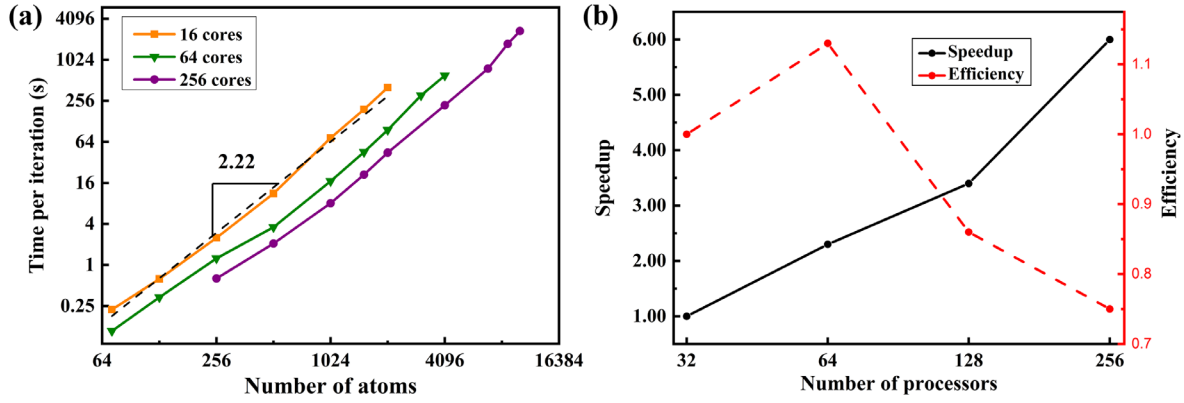 (a)
16 cores
64 cores
256 cores
2.22
Time per iteration (s)
4096
1024
256
64
16
4
1
0.25
64
256
1024
4096
16384
Number of atoms
(b)
Speedup
Efficiency
Speedup
6.00
5.00
4.00
3.00
2.00
1.00
32
64
128
256
Number of processors
1.1
1.0
0.9
0.8
0.7
Efficiency